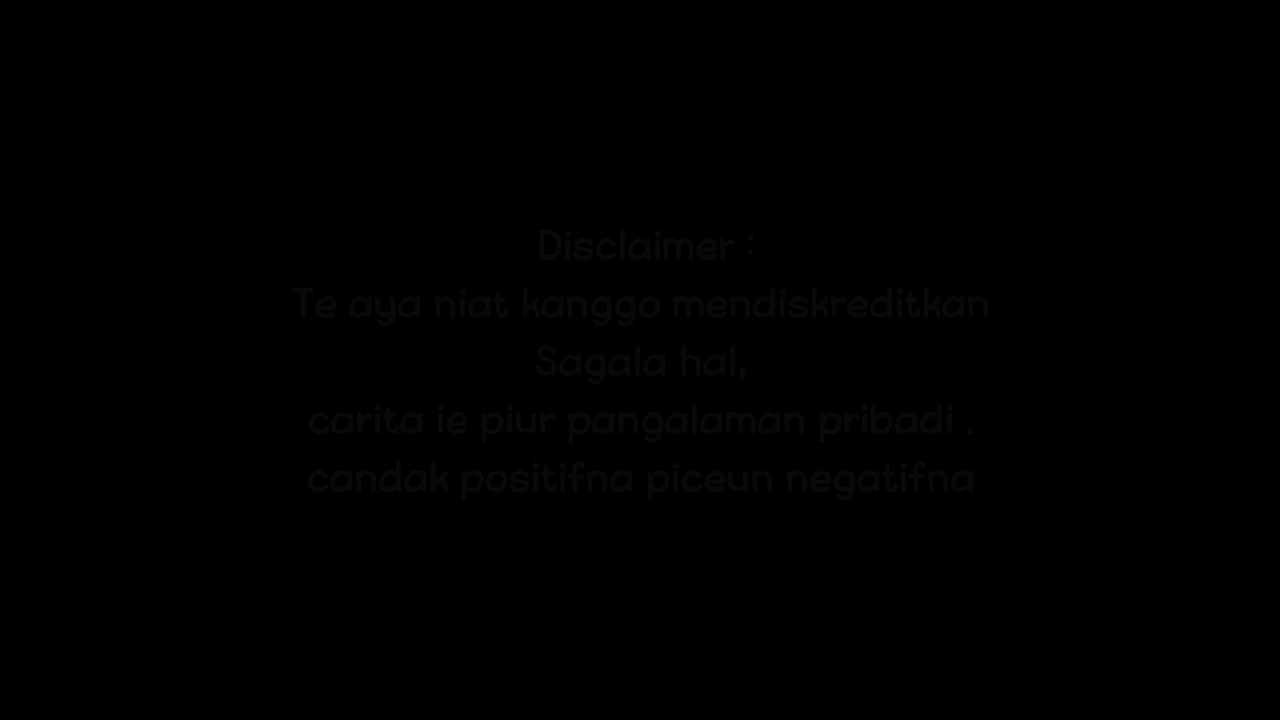 Disclaimer :
Te aya niat kanggo mendiskreditkan
Sagala hal,
carita ie piur pangalaman pribadi .
candak positifna piceun negatifna